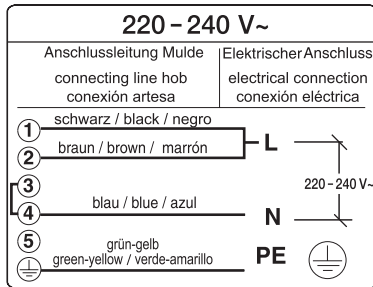 220 – 240 V~
Anschlussleitung Mulde
Elektrischer Anschluss
connecting line hob
electrical connection
conexión artesa
conexión eléctrica
schwarz / black / negro
1
L
braun / brown / marrón
2
3
220 – 240 V~
blau / blue / azul
4
N
5
grün-gelb
PE
green-yellow / verde-amarillo